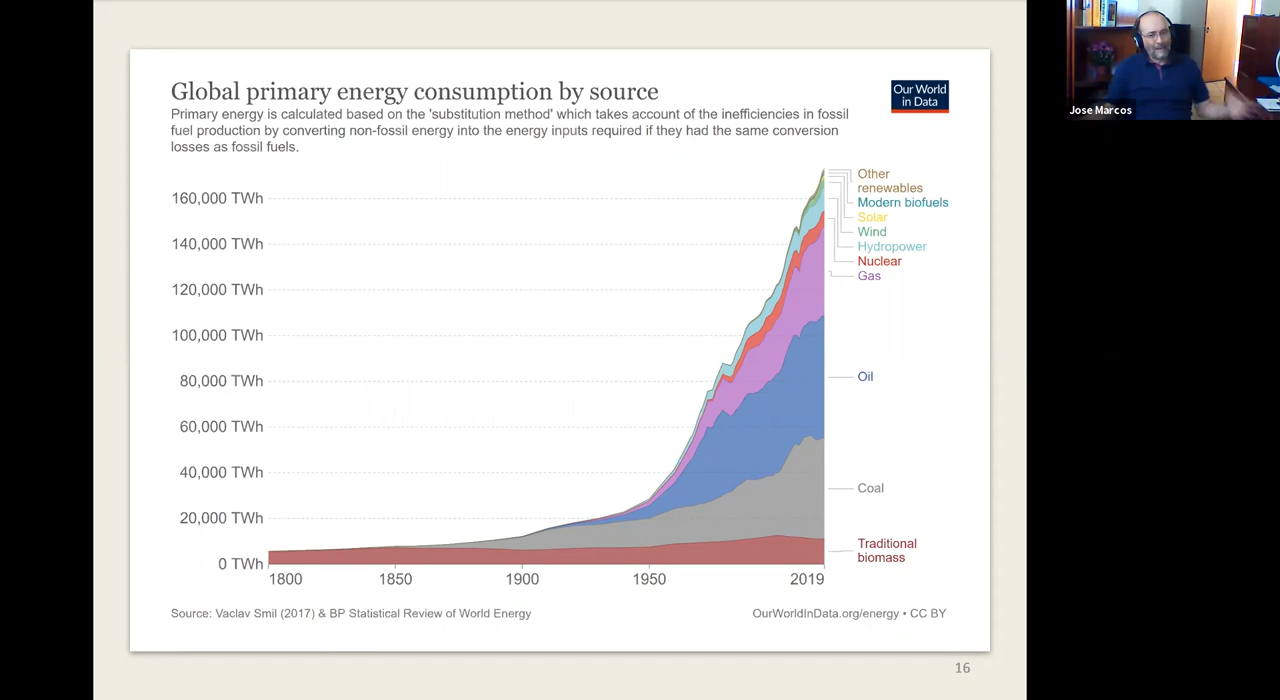 Global primary energy consumption by source
Primary energy is calculated based on the 'substitution method' which takes account of the inefficiencies in fossil
fuel production by converting non-fossil energy into the energy inputs required if they had the same conversion
losses as fossil fuels.
Our World
in Data
160,000 TWh
140,000 TWh
120,000 TWh
100,000 TWh
80,000 TWh
60,000 TWh
40,000 TWh
20,000 TWh
0 TWh
1800
1850
1900
1950
2019
Other
renewables
Modern biofuels
Solar
Wind
Hydropower
Nuclear
Gas
Oil
Coal
Traditional
biomass
Source: Vaclav Smil (2017) & BP Statistical Review of World Energy
OurWorldInData.org/energy • CC BY
16
Jose Marcos